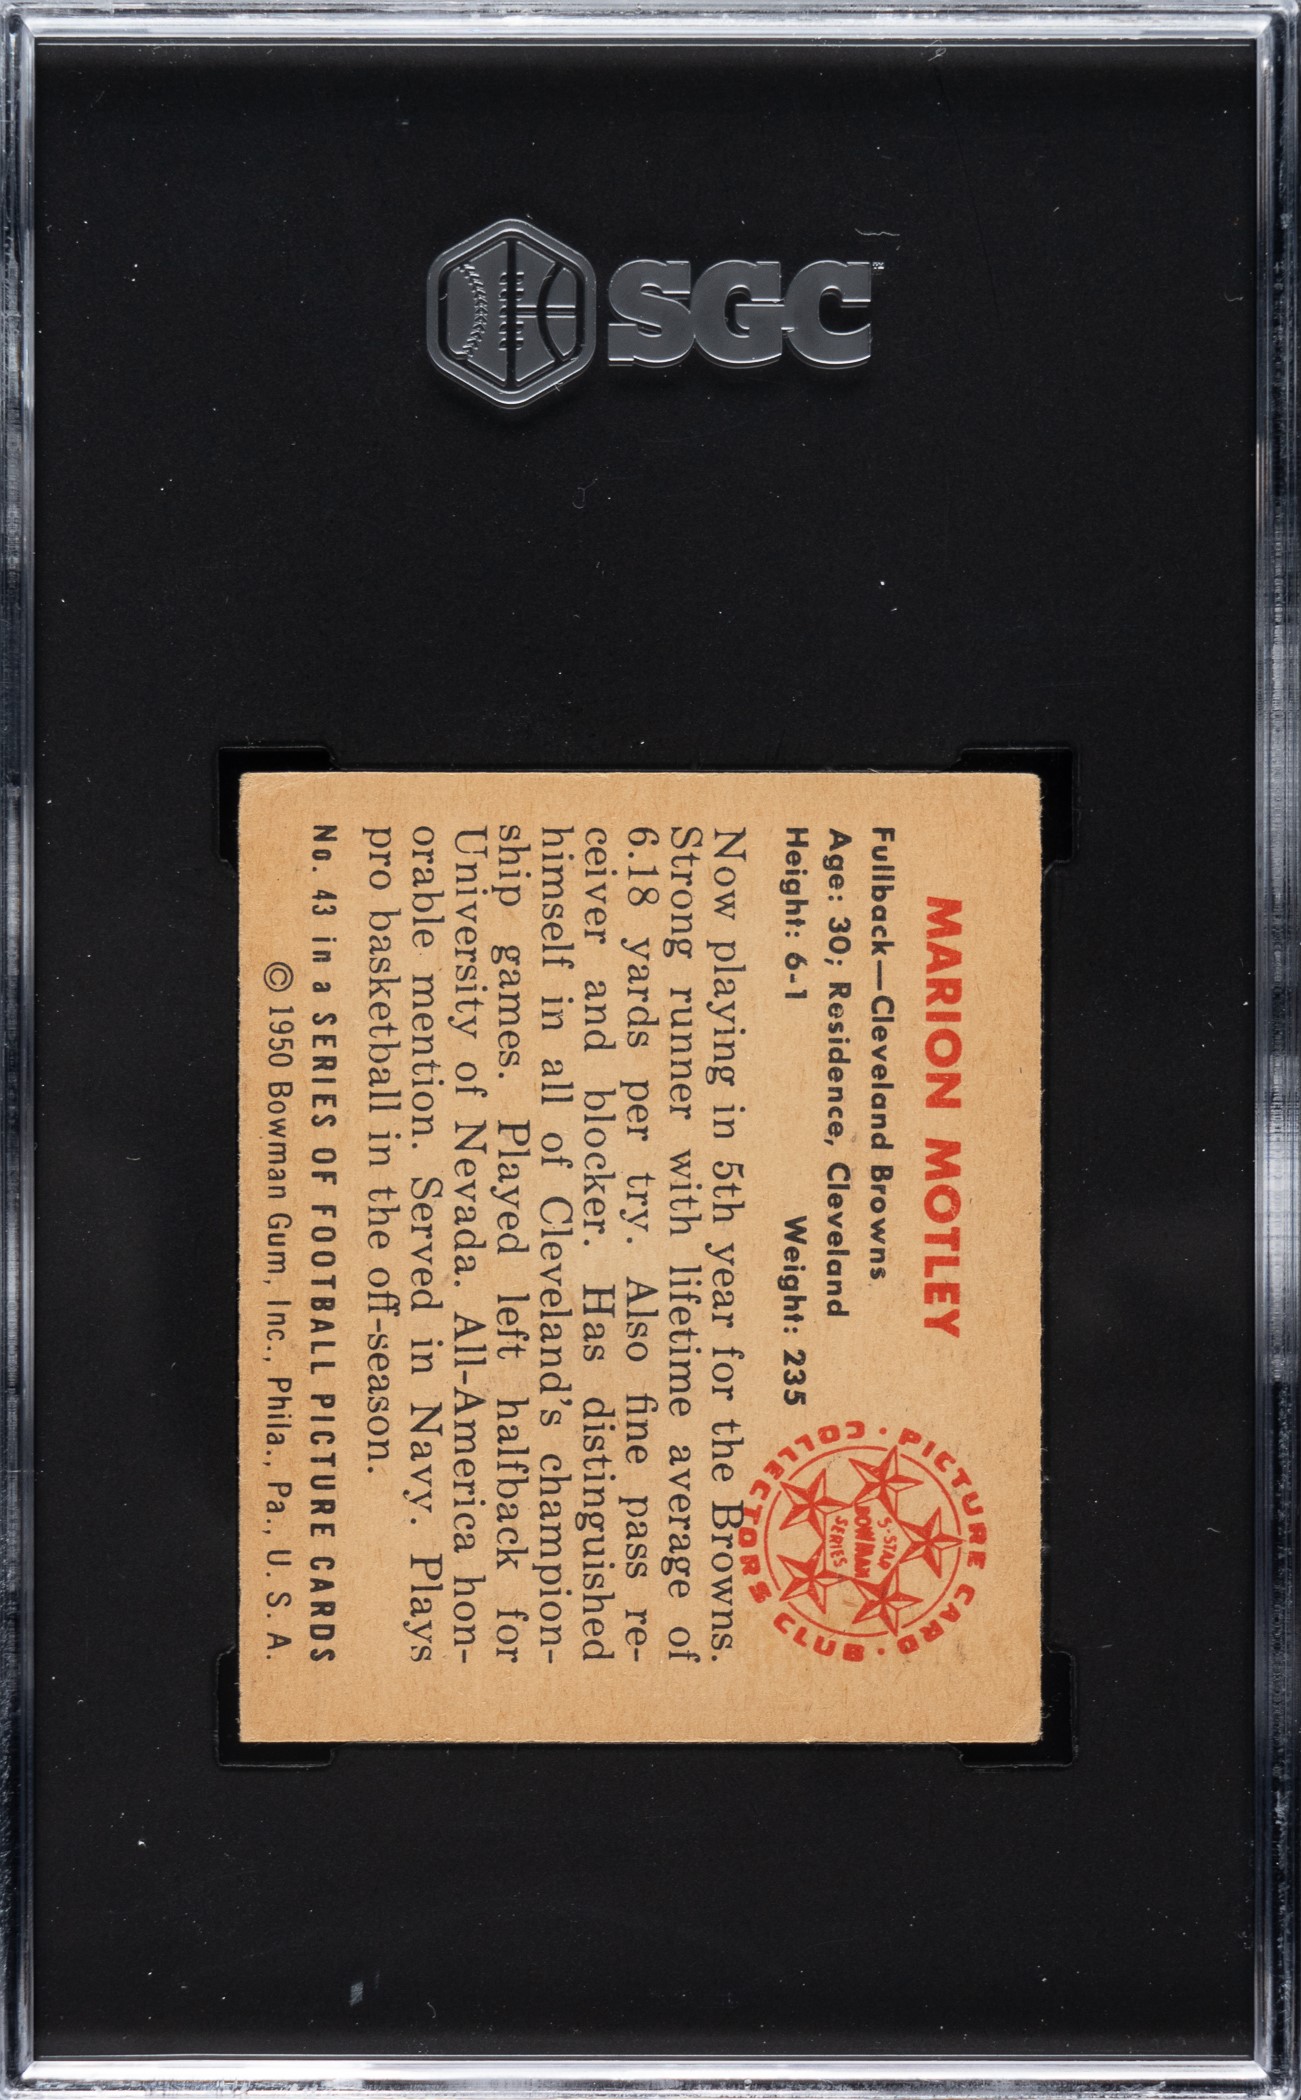 SGC
MARION MOTLEY
Fullback—Cleveland Browns
Age: 30; Residence, Cleveland
Height: 6-1 Weight: 235
PICTURE CARD · COLLECTORS CLUB ·
5-STAR
BOWMAN
SERIES
Now playing in 5th year for the Browns.
Strong runner with lifetime average of
6.18 yards per try. Also fine pass re-
ceiver and blocker. Has distinguished
himself in all of Cleveland's champion-
ship games. Played left halfback for
University of Nevada. All-America hon-
orable mention. Served in Navy. Plays
pro basketball in the off-season.
No. 43 in a SERIES OF FOOTBALL PICTURE CARDS
© 1950 Bowman Gum, Inc., Phila., Pa., U. S. A.